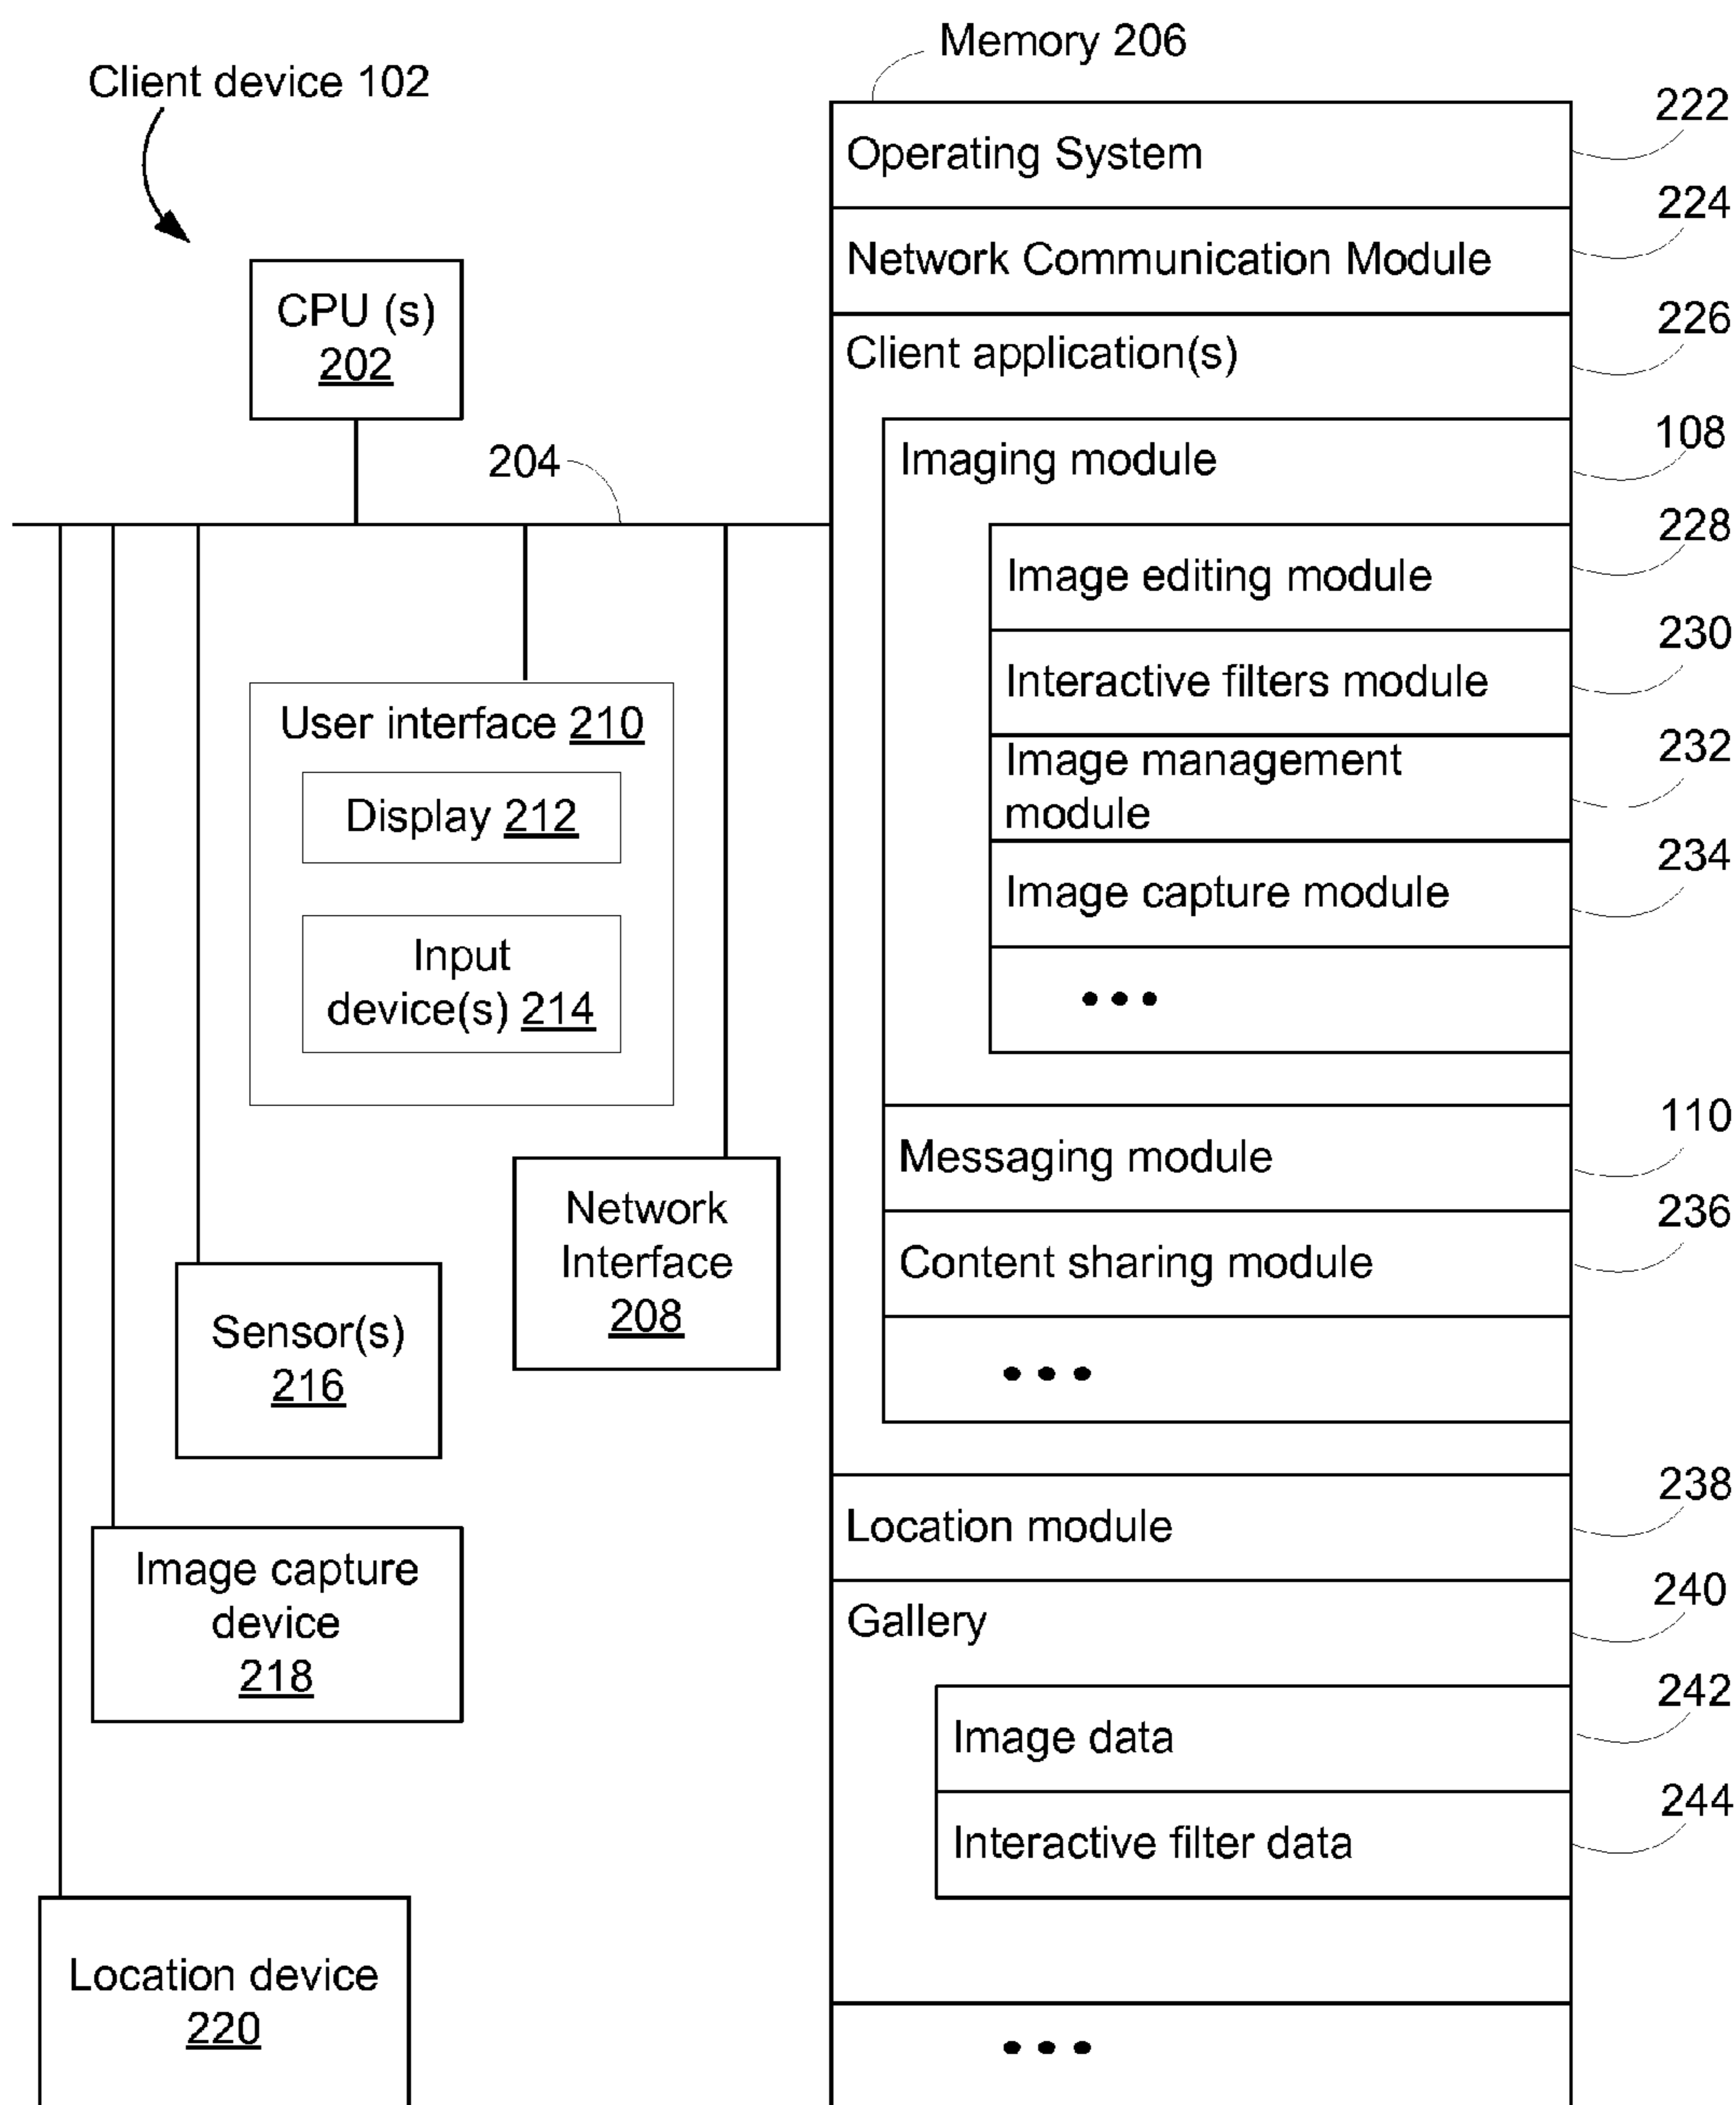 Client device 102
CPU (s)
202
204
User interface 210
Display 212
Input
device(s) 214
Network
Interface
208
Sensor(s)
216
Image capture
device
218
Location device
220
Memory 206
Operating System
222
Network Communication Module
224
Client application(s)
226
Imaging module
108
Image editing module
228
Interactive filters module
230
Image management
module
232
Image capture module
234
•••
Messaging module
110
Content sharing module
236
•••
Location module
238
Gallery
240
Image data
242
Interactive filter data
244
•••